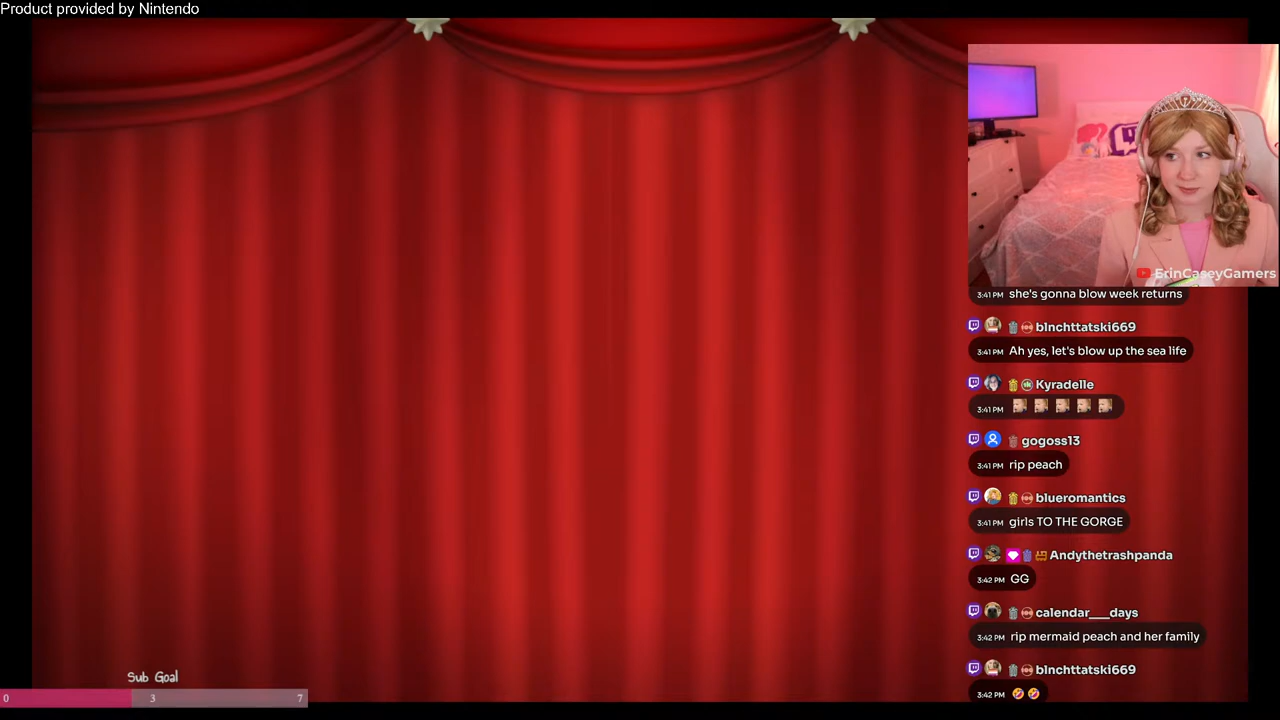 Product provided by Nintendo
ErinCaseyGamers
3:41 PM she's gonna blow week returns
blnchttatski669
3:41 PM Ah yes, let's blow up the sea life
Kyradelle
3:41 PM
gogoss13
3:41 PM rip peach
blueromantics
3:41 PM girls TO THE GORGE
Andythetrashpanda
3:42 PM GG
calendar___days
3:42 PM rip mermaid peach and her family
blnchttatski669
3:42 PM
Sub Goal
0 3 7